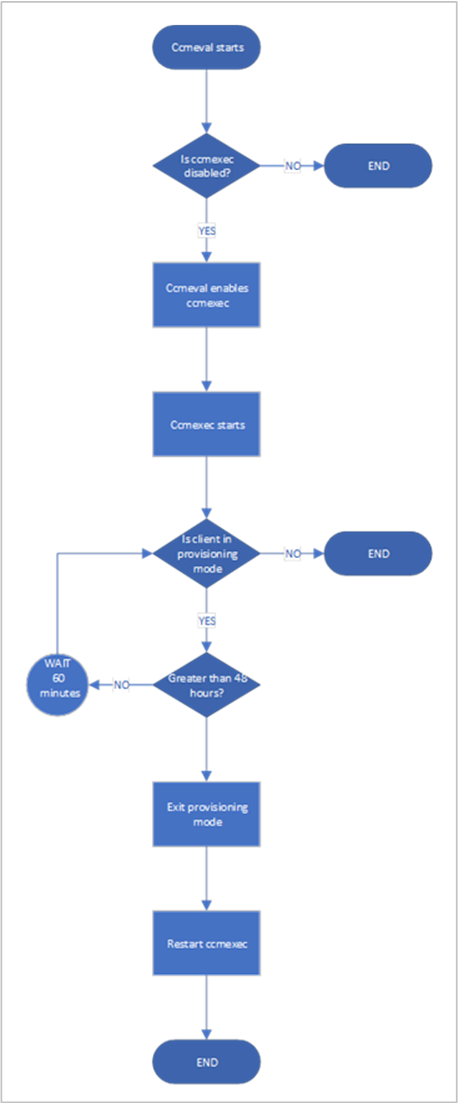 Ccmeval starts
Is ccmexec
disabled?
NO
END
YES
Ccmeval enables
ccmexec
Ccmexec starts
Is client in
provisioning
mode
NO
END
YES
WAIT
60
minutes
NO
Greater than 48
hours?
Exit provisioning
mode
Restart ccmexec
END